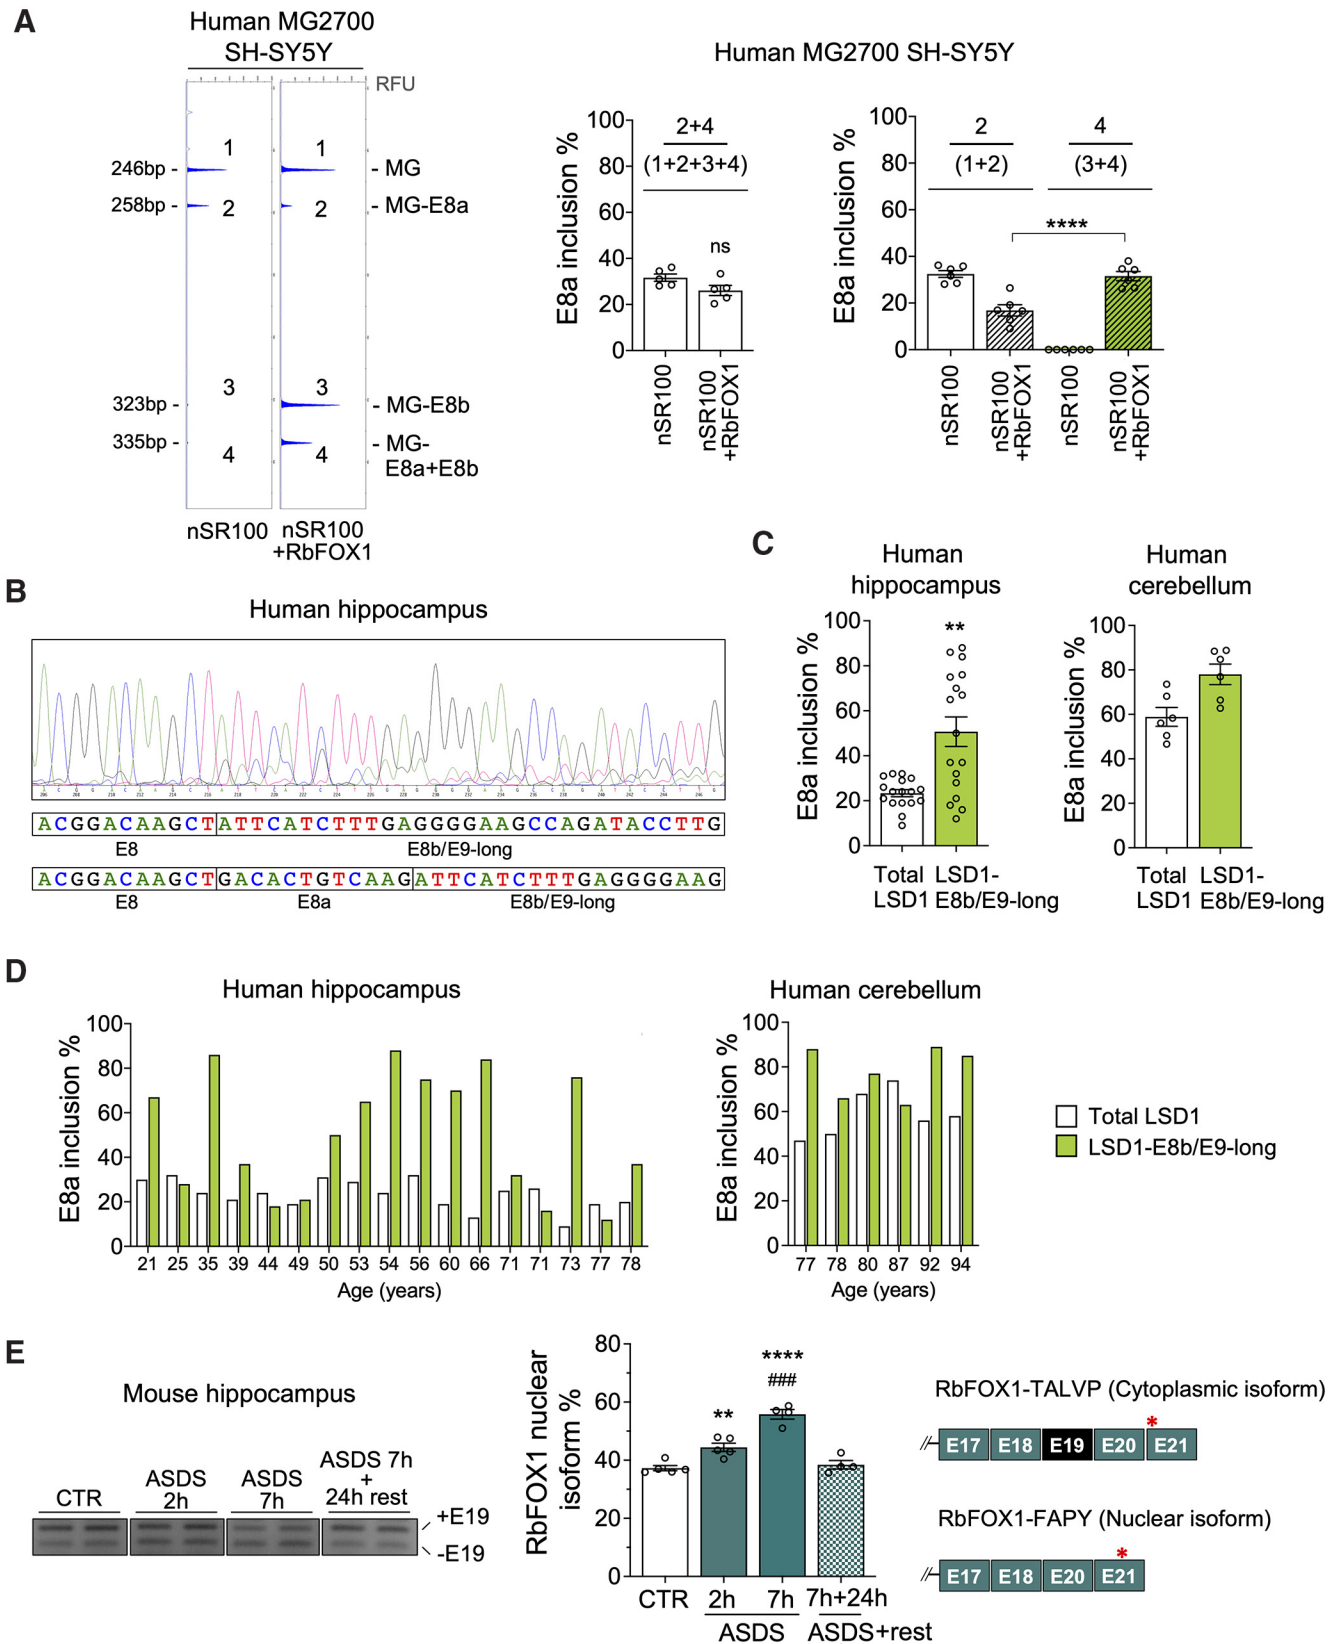 A
Human MG2700
SH-SY5Y
RFU
246bp -
1
1
- MG
258bp -
2
2
- MG-E8a
323bp -
3
3
- MG-E8b
335bp -
4
4
- MG-
E8a+E8b
nSR100
nSR100
+RbFOX1
Human MG2700 SH-SY5Y
E8a inclusion %
100
80
60
40
20
0
2+4
(1+2+3+4)
ns
nSR100
nSR100
+RbFOX1
E8a inclusion %
100
80
60
40
20
0
2
(1+2)
4
(3+4)
****
nSR100
nSR100
+RbFOX1
nSR100
nSR100
+RbFOX1
B
Human hippocampus
ACGGACAAGCTATTCATCTTTGAGGGGAAGCCAGATACCTTG
E8
E8b/E9-long
ACGGACAAGCTGACACTGTCAAGATTCATCTTTGAGGGGAAG
E8
E8a
E8b/E9-long
C
Human
hippocampus
E8a inclusion %
100
80
60
40
20
0
**
Total
LSD1
LSD1-
E8b/E9-long
Human
cerebellum
E8a inclusion %
100
80
60
40
20
0
Total
LSD1
LSD1-
E8b/E9-long
D
Human hippocampus
E8a inclusion %
100
80
60
40
20
0
21 25 35 39 44 49 50 53 54 56 60 66 71 71 73 77 78
Age (years)
Human cerebellum
E8a inclusion %
100
80
60
40
20
0
77 78 80 87 92 94
Age (years)
Total LSD1
LSD1-E8b/E9-long
E
Mouse hippocampus
CTR
ASDS
2h
ASDS
7h
ASDS 7h
+
24h rest
+E19
-E19
RbFOX1 nuclear
isoform %
80
60
40
20
0
**
****
###
CTR
2h
7h
7h+24h
ASDS
ASDS+rest
RbFOX1-TALVP (Cytoplasmic isoform)
*
// E17 E18 E19 E20 E21
RbFOX1-FAPY (Nuclear isoform)
*
// E17 E18 E20 E21